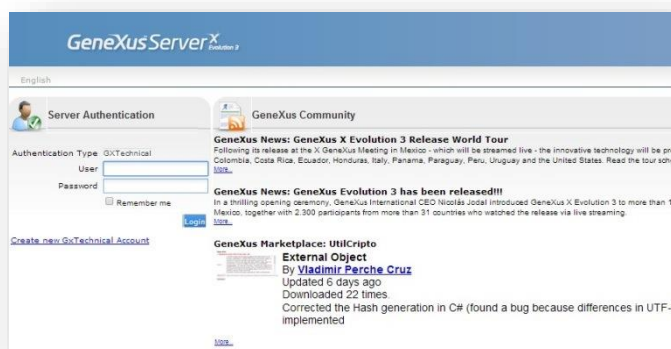 GeneXus Server X
Evolution 3
English
Server Authentication
Authentication Type GXTechnical
User
Password
Remember me
Login
Create new GxTechnical Account
GeneXus Community
GeneXus News: GeneXus X Evolution 3 Release World Tour
Following its release at the X GeneXus Meeting in Mexico - which will be streamed live - the innovative technology will be pr
Colombia, Costa Rica, Ecuador, Honduras, Italy, Panama, Paraguay, Peru, Uruguay and the United States. Read the tour sch
More...
GeneXus News: GeneXus Evolution 3 has been released!!!
In a thrilling opening ceremony, GeneXus International CEO Nicolás Jodal introduced GeneXus X Evolution 3 to more than 1
Mexico, together with 2.300 participants from more than 31 countries who watched the release via live streaming.
More...
GeneXus Marketplace: UtilCripto
External Object
By Vladimir Perche Cruz
Updated 6 days ago
Downloaded 22 times.
Corrected the Hash generation in C# (found a bug because differences in UTF-
implemented
More...